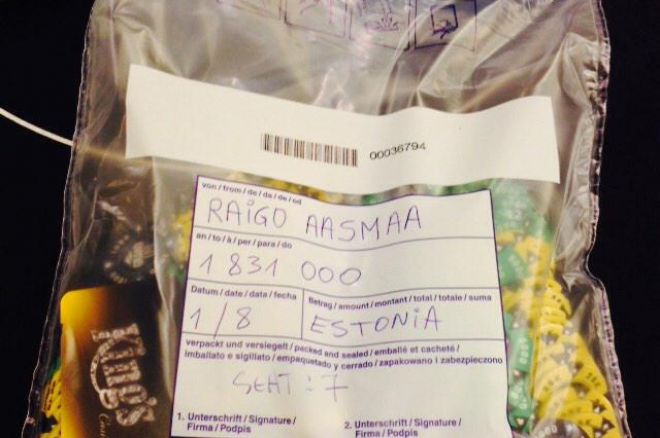 00036794
von / from / de / da / de / od
RAIGO AASMAA
an / to / à / per / para / do
1 831 000
Datum / date / data / fecha
Betrag / amount / montant / total / totale / suma
1/8
ESTONIA
verpackt und versiegelt / packed and sealed / emballé et cacheté /
imballato e sigillato / empaquetado y cerrado / zapakowano i zabezpieczono
SEAT : 7
1. Unterschrift / Signature /
Firma / Podpis
2. Unterschrift / Signature /
Firma / Podpis
King's